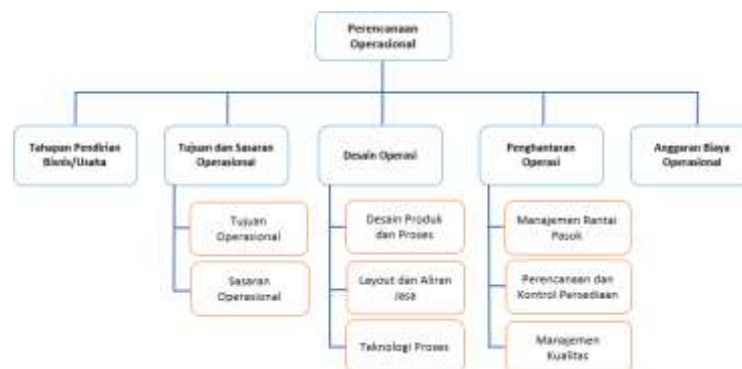 Perencanaan
Operasional
Tahapan Pendirian
Bisnis/Usaha
Tujuan dan Sasaran
Operasional
Desain Operasi
Penghantaran
Operasi
Anggaran Biaya
Operasional
Tujuan
Operasional
Sasaran
Operasional
Desain Produk
dan Proses
Layout dan Aliran
Jasa
Teknologi Proses
Manajemen Rantai
Pasok
Perencanaan dan
Kontrol Persediaan
Manajemen
Kualitas